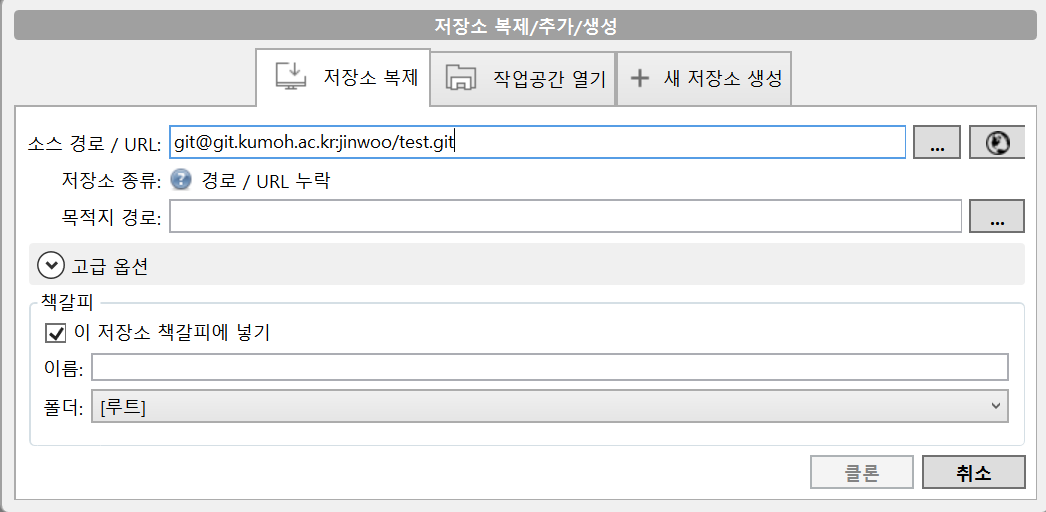 저장소 복제/추가/생성
저장소 복제 작업공간 열기 새 저장소 생성
소스 경로 / URL: git@git.kumoh.ac.kr:jinwoo/test.git ...
저장소 종류: ? 경로 / URL 누락
목적지 경로: ...
고급 옵션
책갈피
이 저장소 책갈피에 넣기
이름:
폴더: [루트]
클론 취소